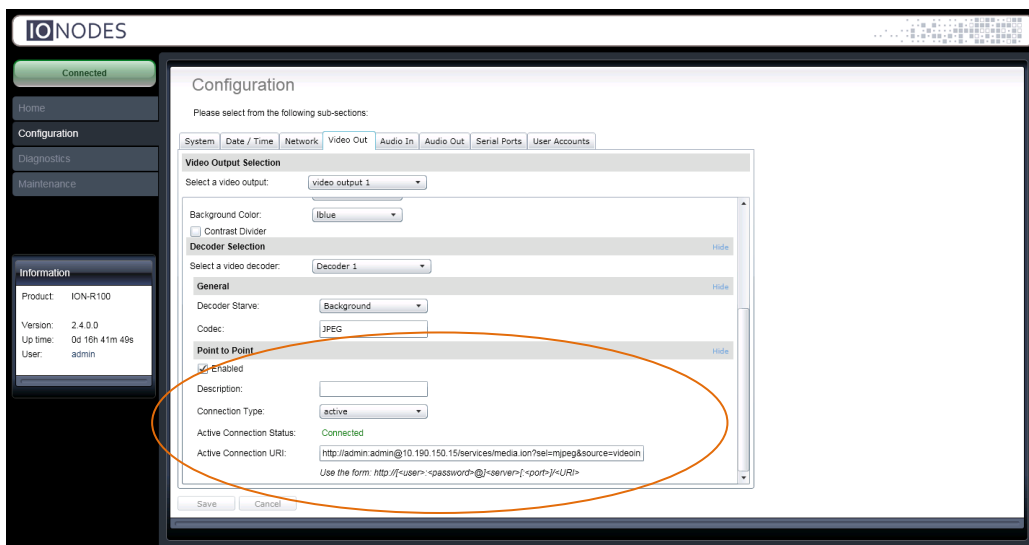 IONODES
Connected
Home
Configuration
Diagnostics
Maintenance
Information
Product: ION-R100
Version: 2.4.0.0
Up time: 0d 16h 41m 49s
User: admin
Configuration
Please select from the following sub-sections:
System Date / Time Network Video Out Audio In Audio Out Serial Ports User Accounts
Video Output Selection
Select a video output: video output 1
Background Color: lblue
Contrast Divider
Decoder Selection Hide
Select a video decoder: Decoder 1
General Hide
Decoder Starve: Background
Codec: JPEG
Point to Point Hide
Enabled
Description:
Connection Type: active
Active Connection Status: Connected
Active Connection URI: http://admin:admin@10.190.150.15/services/media.ion?sel=mjpeg&source=videoin
Use the form: http://[<user>:<password>@]<server>[:<port>]/<URI>
Save Cancel